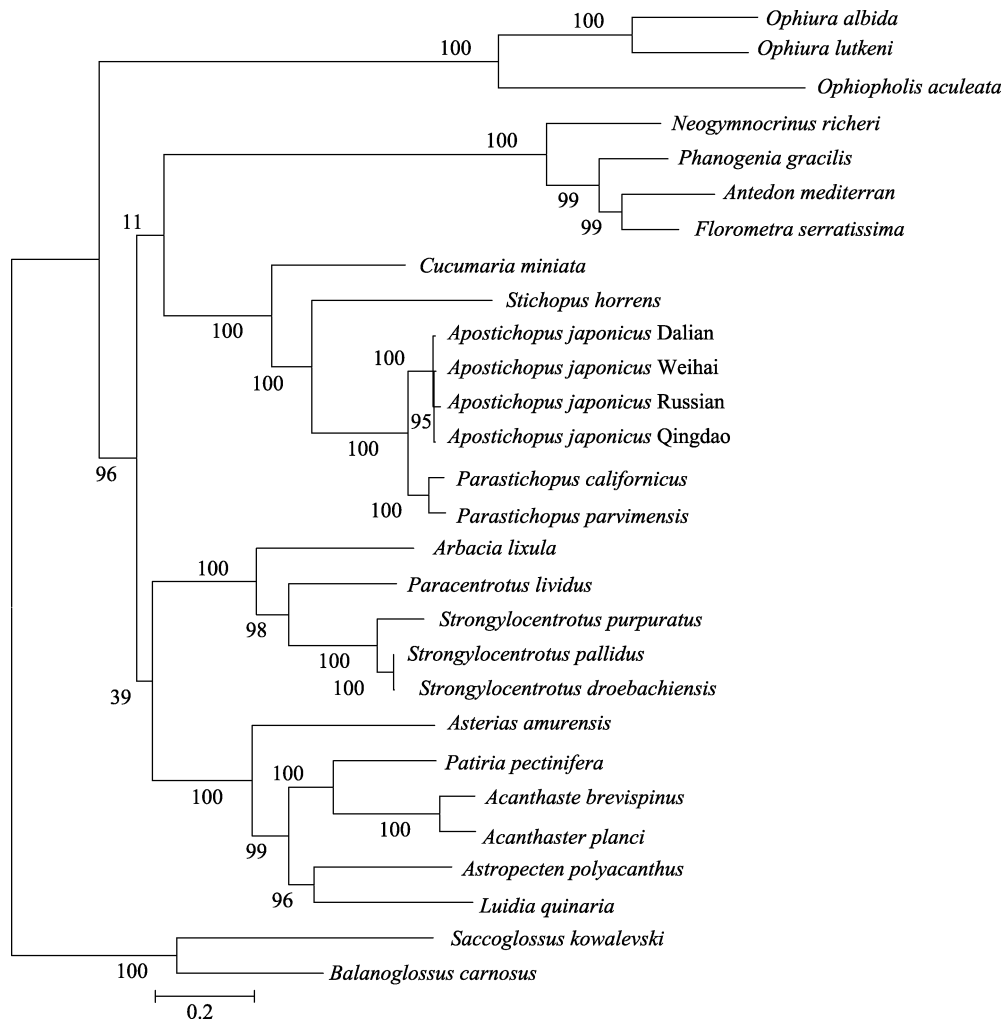 100
Ophiura albida
100
Ophiura lutkeni
Ophiopholis aculeata
Neogymnocrinus richeri
100
Phanogenia gracilis
99
Antedon mediterran
99
Florometra serratissima
11
Cucumaria miniata
Stichopus horrens
100
Apostichopus japonicus Dalian
100
Apostichopus japonicus Weihai
100
Apostichopus japonicus Russian
95
Apostichopus japonicus Qingdao
100
96
Parastichopus californicus
100
Parastichopus parvimensis
Arbacia lixula
100
Paracentrotus lividus
98
Strongylocentrotus purpuratus
100
Strongylocentrotus pallidus
100
Strongylocentrotus droebachiensis
39
Asterias amurensis
Patiria pectinifera
100
100
Acanthaste brevispinus
100
Acanthaster planci
99
Astropecten polyacanthus
96
Luidia quinaria
Saccoglossus kowalevski
100
Balanoglossus carnosus
0.2